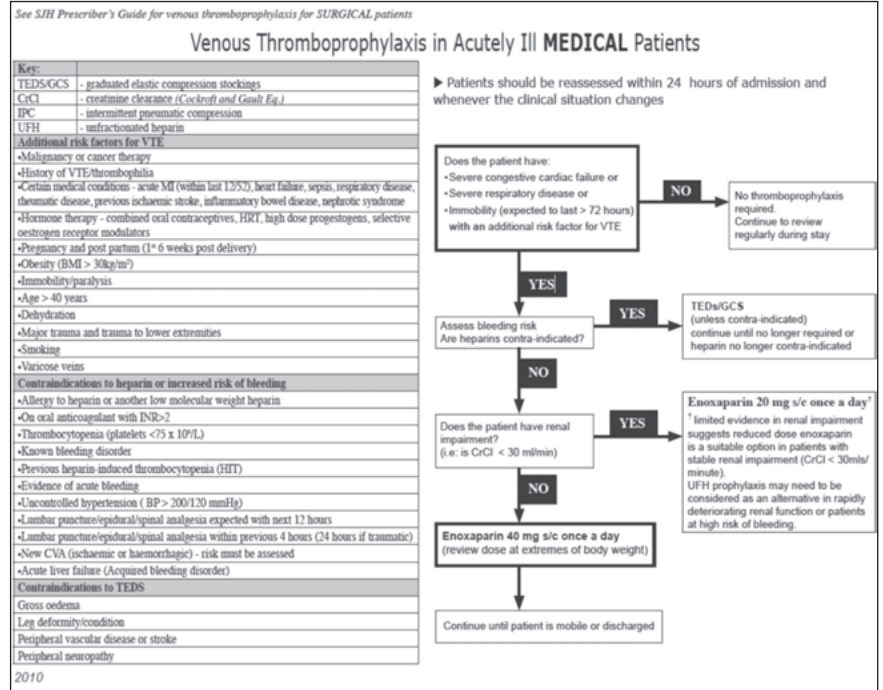 See SJH Prescriber's Guide for venous thromboprophylaxis for SURGICAL patients
Venous Thromboprophylaxis in Acutely Ill MEDICAL Patients
Key:
TEDS/GCS - graduated elastic compression stockings
CrCl - creatinine clearance (Cockroft and Gault Eq.)
IPC - intermittent pneumatic compression
UFH - unfractionated heparin
Additional risk factors for VTE
•Malignancy or cancer therapy
•History of VTE/thrombophilia
•Certain medical conditions - acute MI (within last 12/52), heart failure, sepsis, respiratory disease,
rheumatic disease, previous ischaemic stroke, inflammatory bowel disease, nephrotic syndrome
•Hormone therapy - combined oral contraceptives, HRT, high dose progestogens, selective
oestrogen receptor modulators
•Pregnancy and post partum (1st 6 weeks post delivery)
•Obesity (BMI > 30kg/m²)
•Immobility/paralysis
•Age > 40 years
•Dehydration
•Major trauma and trauma to lower extremities
•Smoking
•Varicose veins
Contraindications to heparin or increased risk of bleeding
•Allergy to heparin or another low molecular weight heparin
•On oral anticoagulant with INR>2
•Thrombocytopenia (platelets <75 x 10⁹/L)
•Known bleeding disorder
•Previous heparin-induced thrombocytopenia (HIT)
•Evidence of acute bleeding
•Uncontrolled hypertension ( BP > 200/120 mmHg)
•Lumbar puncture/epidural/spinal analgesia expected with next 12 hours
•Lumbar puncture/epidural/spinal analgesia within previous 4 hours (24 hours if traumatic)
•New CVA (ischaemic or haemorrhagic) - risk must be assessed
•Acute liver failure (Acquired bleeding disorder)
Contraindications to TEDS
Gross oedema
Leg deformity/condition
Peripheral vascular disease or stroke
Peripheral neuropathy
2010
▶ Patients should be reassessed within 24 hours of admission and
whenever the clinical situation changes
Does the patient have:
•Severe congestive cardiac failure or
•Severe respiratory disease or
•Immobility (expected to last > 72 hours)
with an additional risk factor for VTE
NO
No thromboprophylaxis
required.
Continue to review
regularly during stay
YES
Assess bleeding risk
Are heparins contra-indicated?
YES
TEDs/GCS
(unless contra-indicated)
continue until no longer required or
heparin no longer contra-indicated
NO
Does the patient have renal
impairment?
(i.e: is CrCl < 30 ml/min)
YES
Enoxaparin 20 mg s/c once a day†
† limited evidence in renal impairment
suggests reduced dose enoxaparin
is a suitable option in patients with
stable renal impairment (CrCl < 30mls/
minute).
UFH prophylaxis may need to be
considered as an alternative in rapidly
deteriorating renal function or patients
at high risk of bleeding.
NO
Enoxaparin 40 mg s/c once a day
(review dose at extremes of body weight)
Continue until patient is mobile or discharged